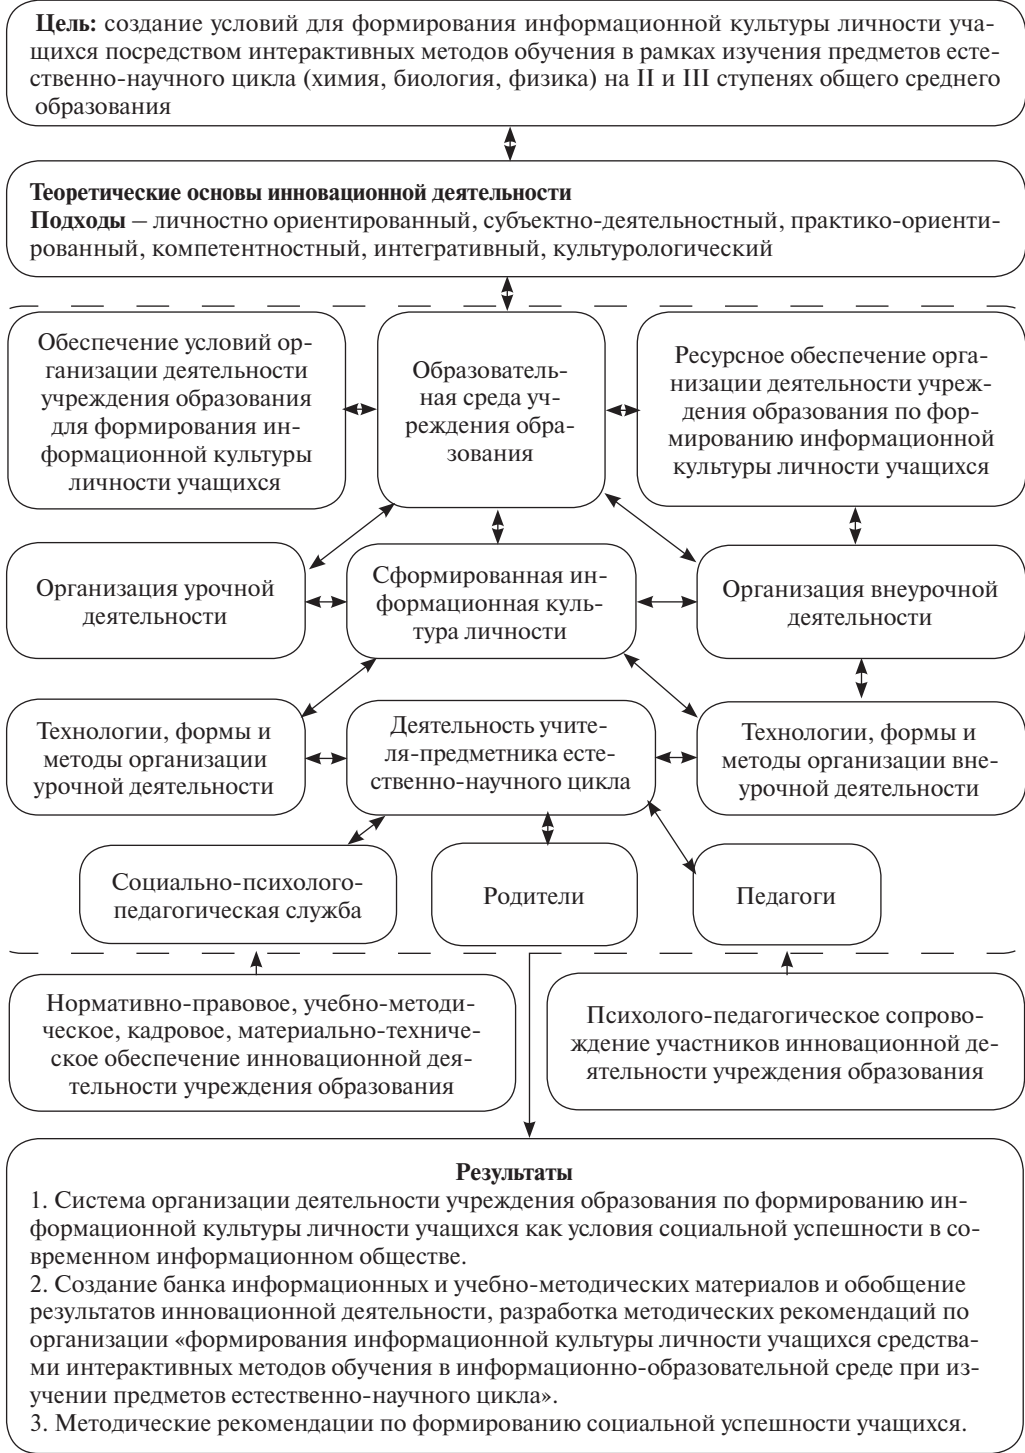 Цель: создание условий для формирования информационной культуры личности уча-
щихся посредством интерактивных методов обучения в рамках изучения предметов есте-
ственно-научного цикла (химия, биология, физика) на II и III ступенях общего среднего
образования
Теоретические основы инновационной деятельности
Подходы – личностно ориентированный, субъектно-деятельностный, практико-ориенти-
рованный, компетентностный, интегративный, культурологический
Обеспечение условий ор-
ганизации деятельности
учреждения образования
для формирования ин-
формационной культуры
личности учащихся
Образователь-
ная среда уч-
реждения обра-
зования
Ресурсное обеспечение орга-
низации деятельности учреж-
дения образования по фор-
мированию информационной
культуры личности учащихся
Организация урочной
деятельности
Сформированная ин-
формационная куль-
тура личности
Организация внеурочной
деятельности
Технологии, формы и
методы организации
урочной деятельности
Деятельность учите-
ля-предметника есте-
ственно-научного цикла
Технологии, формы и
методы организации вне-
урочной деятельности
Социально-психолого-
педагогическая служба
Родители
Педагоги
Нормативно-правовое, учебно-методи-
ческое, кадровое, материально-техниче-
ское обеспечение инновационной дея-
тельности учреждения образования
Психолого-педагогическое сопрово-
ждение участников инновационной де-
ятельности учреждения образования
Результаты
1. Система организации деятельности учреждения образования по формированию ин-
формационной культуры личности учащихся как условия социальной успешности в со-
временном информационном обществе.
2. Создание банка информационных и учебно-методических материалов и обобщение
результатов инновационной деятельности, разработка методических рекомендаций по
организации «формирования информационной культуры личности учащихся средства-
ми интерактивных методов обучения в информационно-образовательной среде при из-
учении предметов естественно-научного цикла».
3. Методические рекомендации по формированию социальной успешности учащихся.